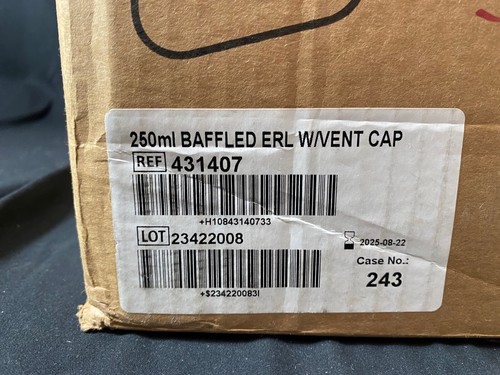 250ml BAFFLED ERL W/VENT CAP
REF 431407
+H10843140733
LOT 23422008
2025-08-22
+$234220083I
Case No.:
243